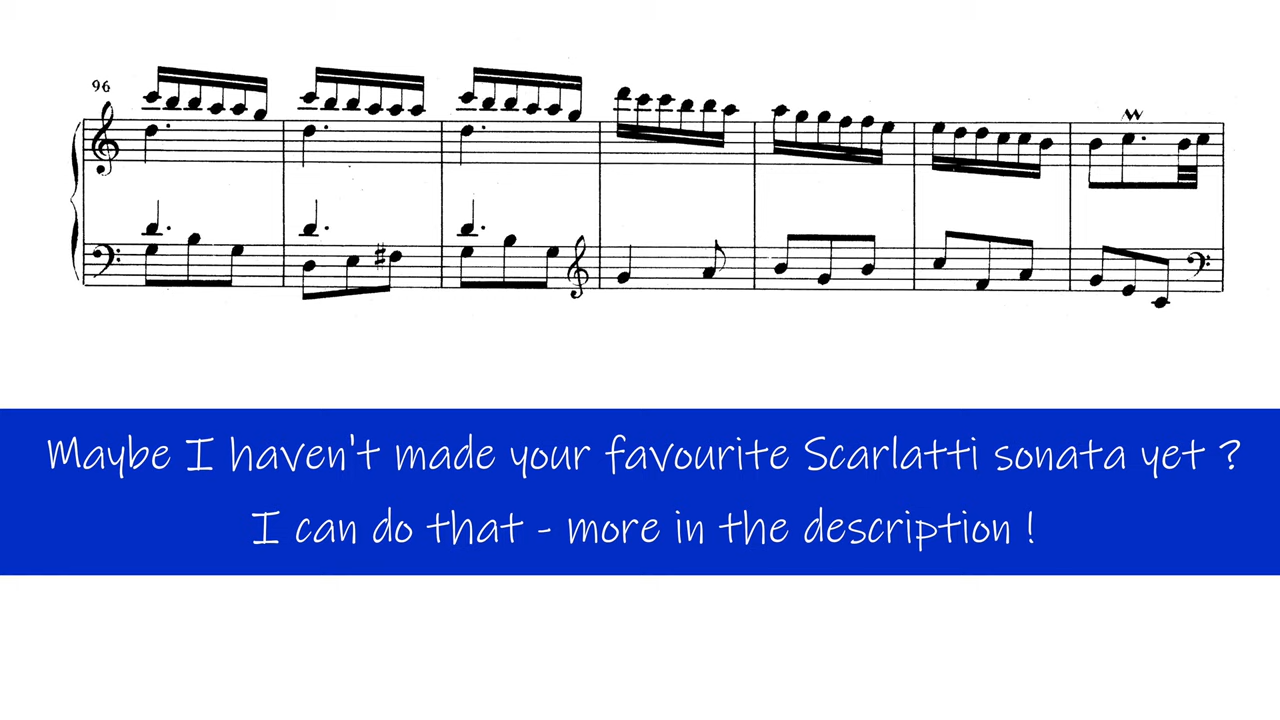 96
Maybe I haven't made your favourite Scarlatti sonata yet ?
I can do that - more in the description !